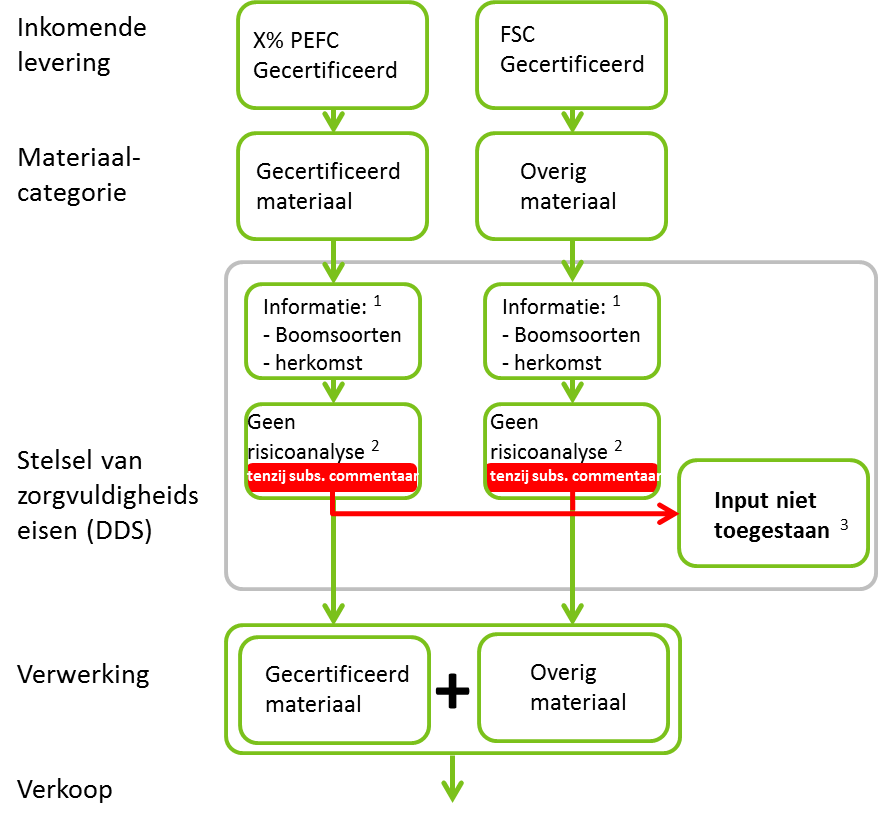 Inkomende
levering
X% PEFC
Gecertificeerd
FSC
Gecertificeerd
Materiaal-
categorie
Gecertificeerd
materiaal
Overig
materiaal
Informatie: 1
- Boomsoorten
- herkomst
Informatie: 1
- Boomsoorten
- herkomst
Stelsel van
zorgvuldigheids
eisen (DDS)
Geen
risicoanalyse 2
tenzij subs. commentaar
Geen
risicoanalyse 2
tenzij subs. commentaar
Input niet
toegestaan 3
Verwerking
Gecertificeerd
materiaal
+
Overig
materiaal
Verkoop